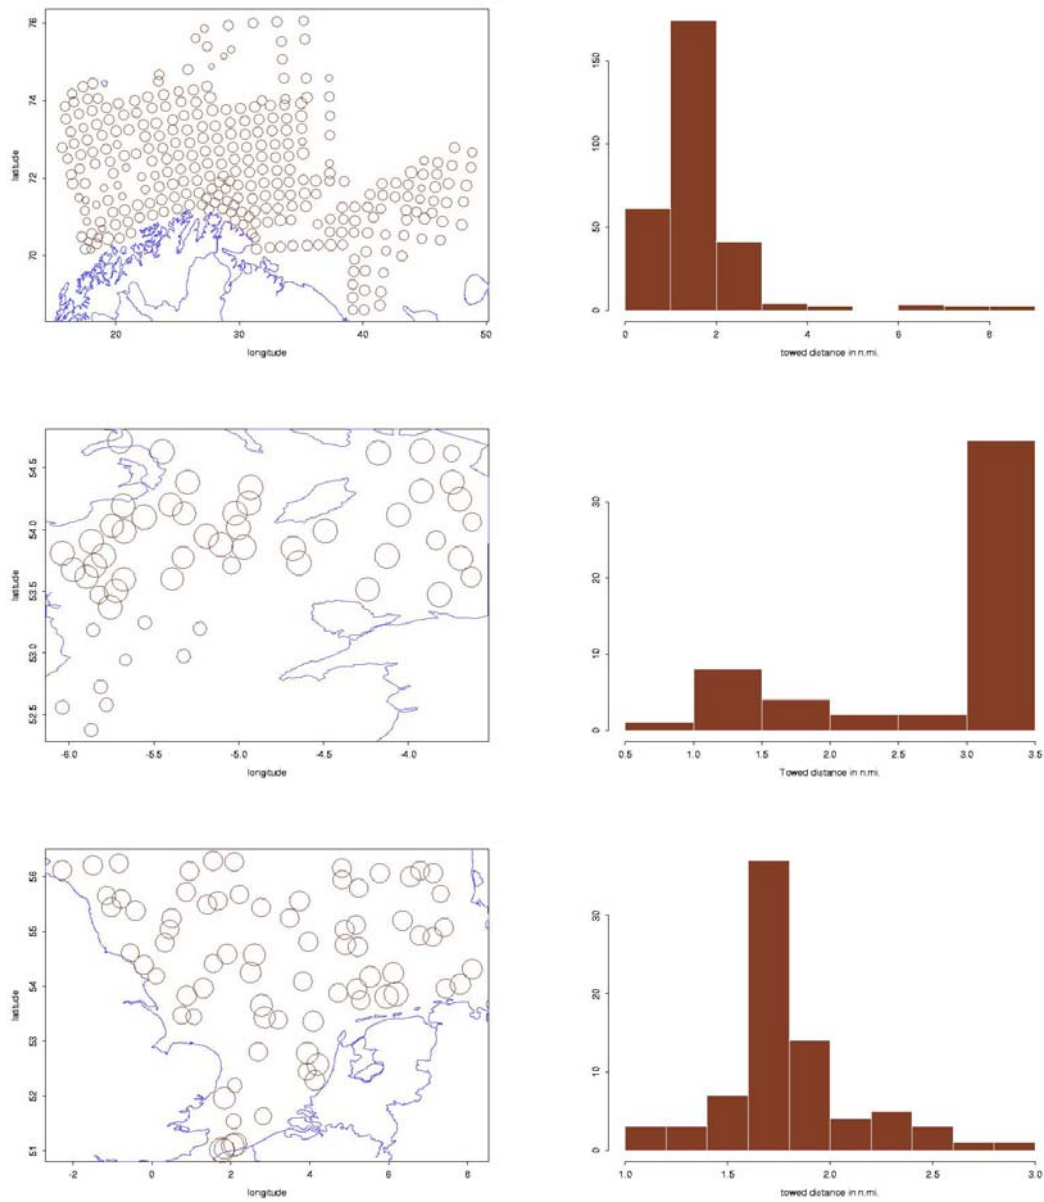 76
74
72
70
latitude
20 30 40 50
longitude
150
100
50
0
0 2 4 6 8
towed distance in n.mi.
54.5
54.0
53.5
53.0
52.5
latitude
-6.0 -5.5 -5.0 -4.5 -4.0
longitude
30
20
10
0
0.5 1.0 1.5 2.0 2.5 3.0 3.5
Towed distance in n.mi.
56
55
54
53
52
51
latitude
-2 0 2 4 6 8
longitude
30
20
10
0
1.0 1.5 2.0 2.5 3.0
towed distance in n.mi.